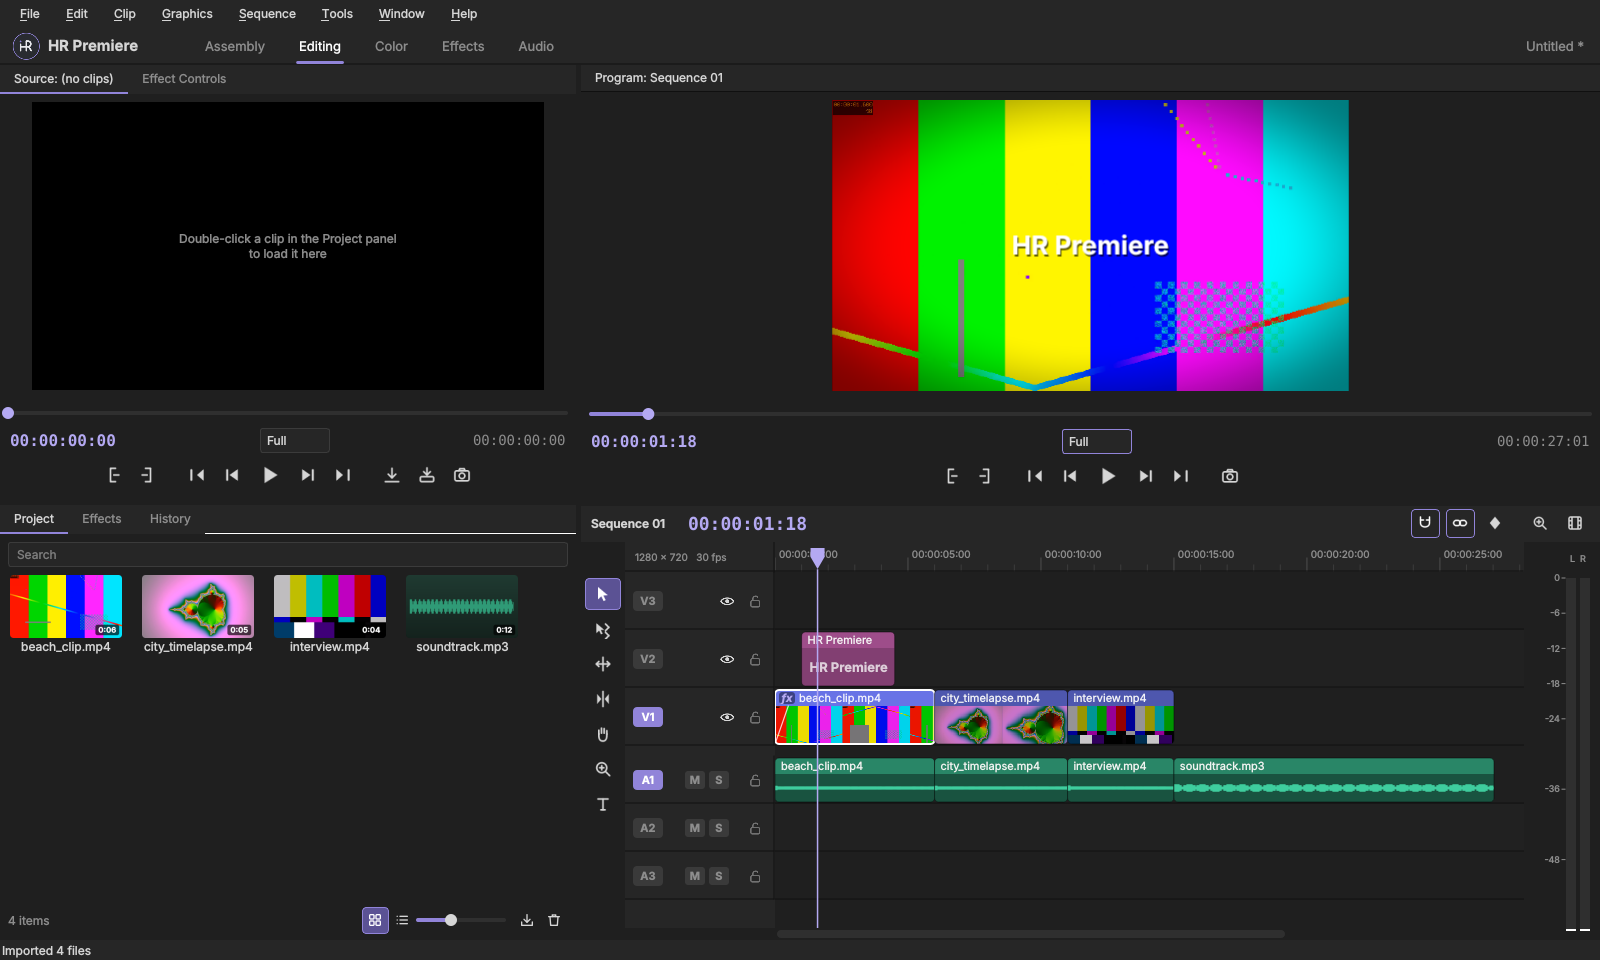 File Edit Clip Graphics Sequence Tools Window Help
HR HR Premiere Assembly Editing Color Effects Audio Untitled *
Source: (no clips) Effect Controls
Program: Sequence 01
Double-click a clip in the Project panel
to load it here
HR Premiere
00:00:00:00 Full 00:00:00:00
00:00:01:18 Full 00:00:27:01
Project Effects History
Search
0:06 0:05 0:04 0:12
beach_clip.mp4 city_timelapse.mp4 interview.mp4 soundtrack.mp3
4 items
Sequence 01 00:00:01:18
1280 × 720 30 fps
00:00:05:00 00:00:10:00 00:00:15:00 00:00:20:00 00:00:25:00
L R
V3
V2
HR Premiere
HR Premiere
V1
fx beach_clip.mp4 city_timelapse.mp4 interview.mp4
A1 M S
beach_clip.mp4 city_timelapse.mp4 interview.mp4 soundtrack.mp3
A2 M S
A3 M S
0
-6
-12
-18
-24
-36
-48
Imported 4 files